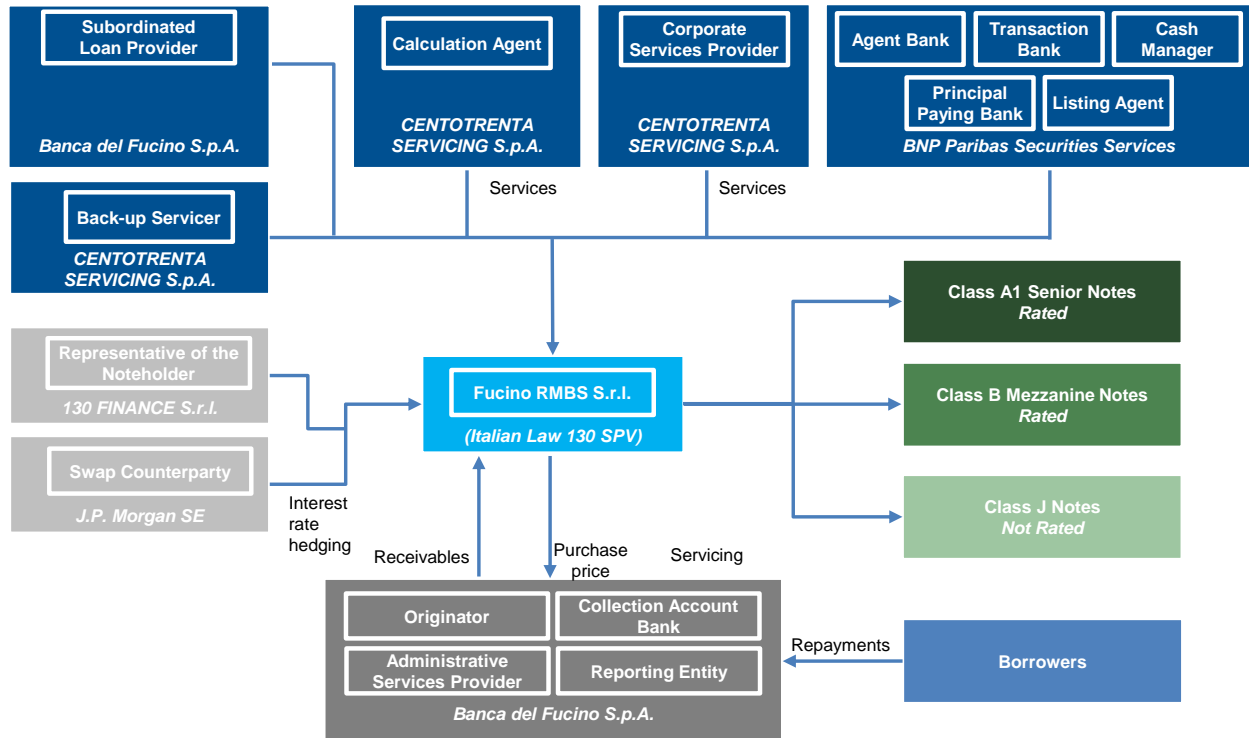 Subordinated
Loan Provider
Banca del Fucino S.p.A.
Calculation Agent
CENTOTRENTA
SERVICING S.p.A.
Corporate
Services Provider
CENTOTRENTA
SERVICING S.p.A.
Agent Bank
Transaction
Bank
Cash
Manager
Principal
Paying Bank
Listing Agent
BNP Paribas Securities Services
Services
Services
Back-up Servicer
CENTOTRENTA
SERVICING S.p.A.
Representative of the
Noteholder
130 FINANCE S.r.l.
Swap Counterparty
J.P. Morgan SE
Interest
rate
hedging
Fucino RMBS S.r.l.
(Italian Law 130 SPV)
Class A1 Senior Notes
Rated
Class B Mezzanine Notes
Rated
Class J Notes
Not Rated
Receivables
Purchase
price
Servicing
Originator
Collection Account
Bank
Administrative
Services Provider
Reporting Entity
Banca del Fucino S.p.A.
Repayments
Borrowers